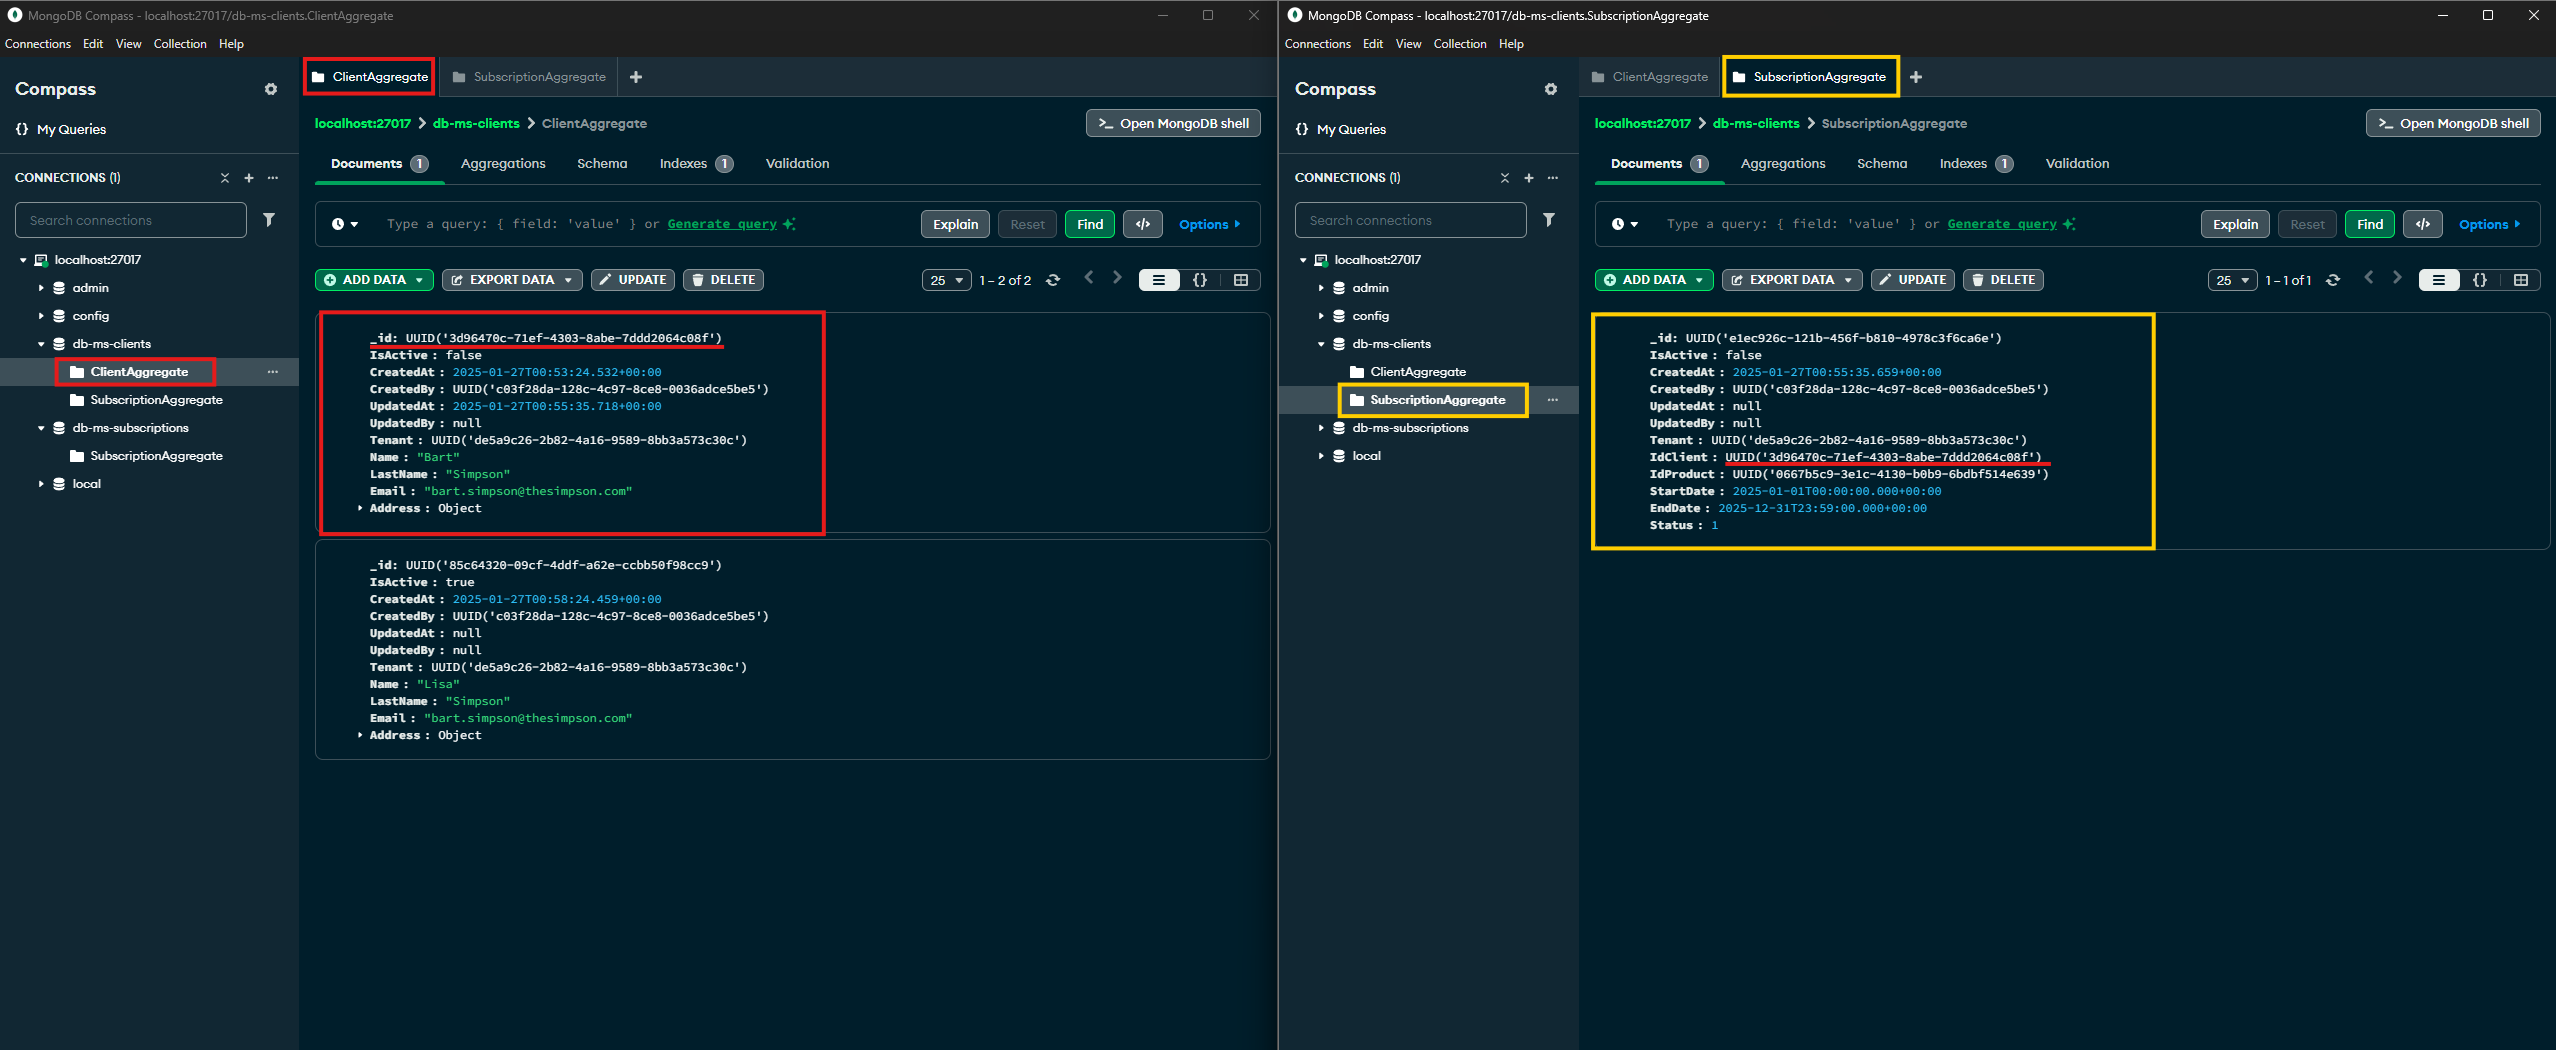 MongoDB Compass - localhost:27017/db-ms-clients.ClientAggregate
Connections Edit View Collection Help
Compass
{} My Queries
CONNECTIONS (1)
Search connections
localhost:27017
admin
config
db-ms-clients
ClientAggregate
SubscriptionAggregate
db-ms-subscriptions
SubscriptionAggregate
local
ClientAggregate SubscriptionAggregate
localhost:27017 > db-ms-clients > ClientAggregate
>_ Open MongoDB shell
Documents 1 Aggregations Schema Indexes 1 Validation
Type a query: { field: 'value' } or Generate query
Explain Reset Find </> Options
ADD DATA EXPORT DATA UPDATE DELETE
25 1 – 2 of 2 {}
_id: UUID('3d96470c-71ef-4303-8abe-7ddd2064c08f')
IsActive : false
CreatedAt : 2025-01-27T00:53:24.532+00:00
CreatedBy : UUID('c03f28da-128c-4c97-8ce8-0036adce5be5')
UpdatedAt : 2025-01-27T00:55:35.718+00:00
UpdatedBy : null
Tenant : UUID('de5a9c26-2b82-4a16-9589-8bb3a573c30c')
Name : "Bart"
LastName : "Simpson"
Email : "bart.simpson@thesimpson.com"
Address : Object
_id: UUID('85c64320-09cf-4ddf-a62e-ccbb50f98cc9')
IsActive : true
CreatedAt : 2025-01-27T00:58:24.459+00:00
CreatedBy : UUID('c03f28da-128c-4c97-8ce8-0036adce5be5')
UpdatedAt : null
UpdatedBy : null
Tenant : UUID('de5a9c26-2b82-4a16-9589-8bb3a573c30c')
Name : "Lisa"
LastName : "Simpson"
Email : "bart.simpson@thesimpson.com"
Address : Object
MongoDB Compass - localhost:27017/db-ms-clients.SubscriptionAggregate
Connections Edit View Collection Help
Compass
{} My Queries
CONNECTIONS (1)
Search connections
localhost:27017
admin
config
db-ms-clients
ClientAggregate
SubscriptionAggregate
db-ms-subscriptions
local
ClientAggregate SubscriptionAggregate
localhost:27017 > db-ms-clients > SubscriptionAggregate
>_ Open MongoDB shell
Documents 1 Aggregations Schema Indexes 1 Validation
Type a query: { field: 'value' } or Generate query
Explain Reset Find </> Options
ADD DATA EXPORT DATA UPDATE DELETE
25 1 – 1 of 1 {}
_id: UUID('e1ec926c-121b-456f-b810-4978c3f6ca6e')
IsActive : false
CreatedAt : 2025-01-27T00:55:35.659+00:00
CreatedBy : UUID('c03f28da-128c-4c97-8ce8-0036adce5be5')
UpdatedAt : null
UpdatedBy : null
Tenant : UUID('de5a9c26-2b82-4a16-9589-8bb3a573c30c')
IdClient : UUID('3d96470c-71ef-4303-8abe-7ddd2064c08f')
IdProduct : UUID('0667b5c9-3e1c-4130-b0b9-6bdbf514e639')
StartDate : 2025-01-01T00:00:00.000+00:00
EndDate : 2025-12-31T23:59:00.000+00:00
Status : 1